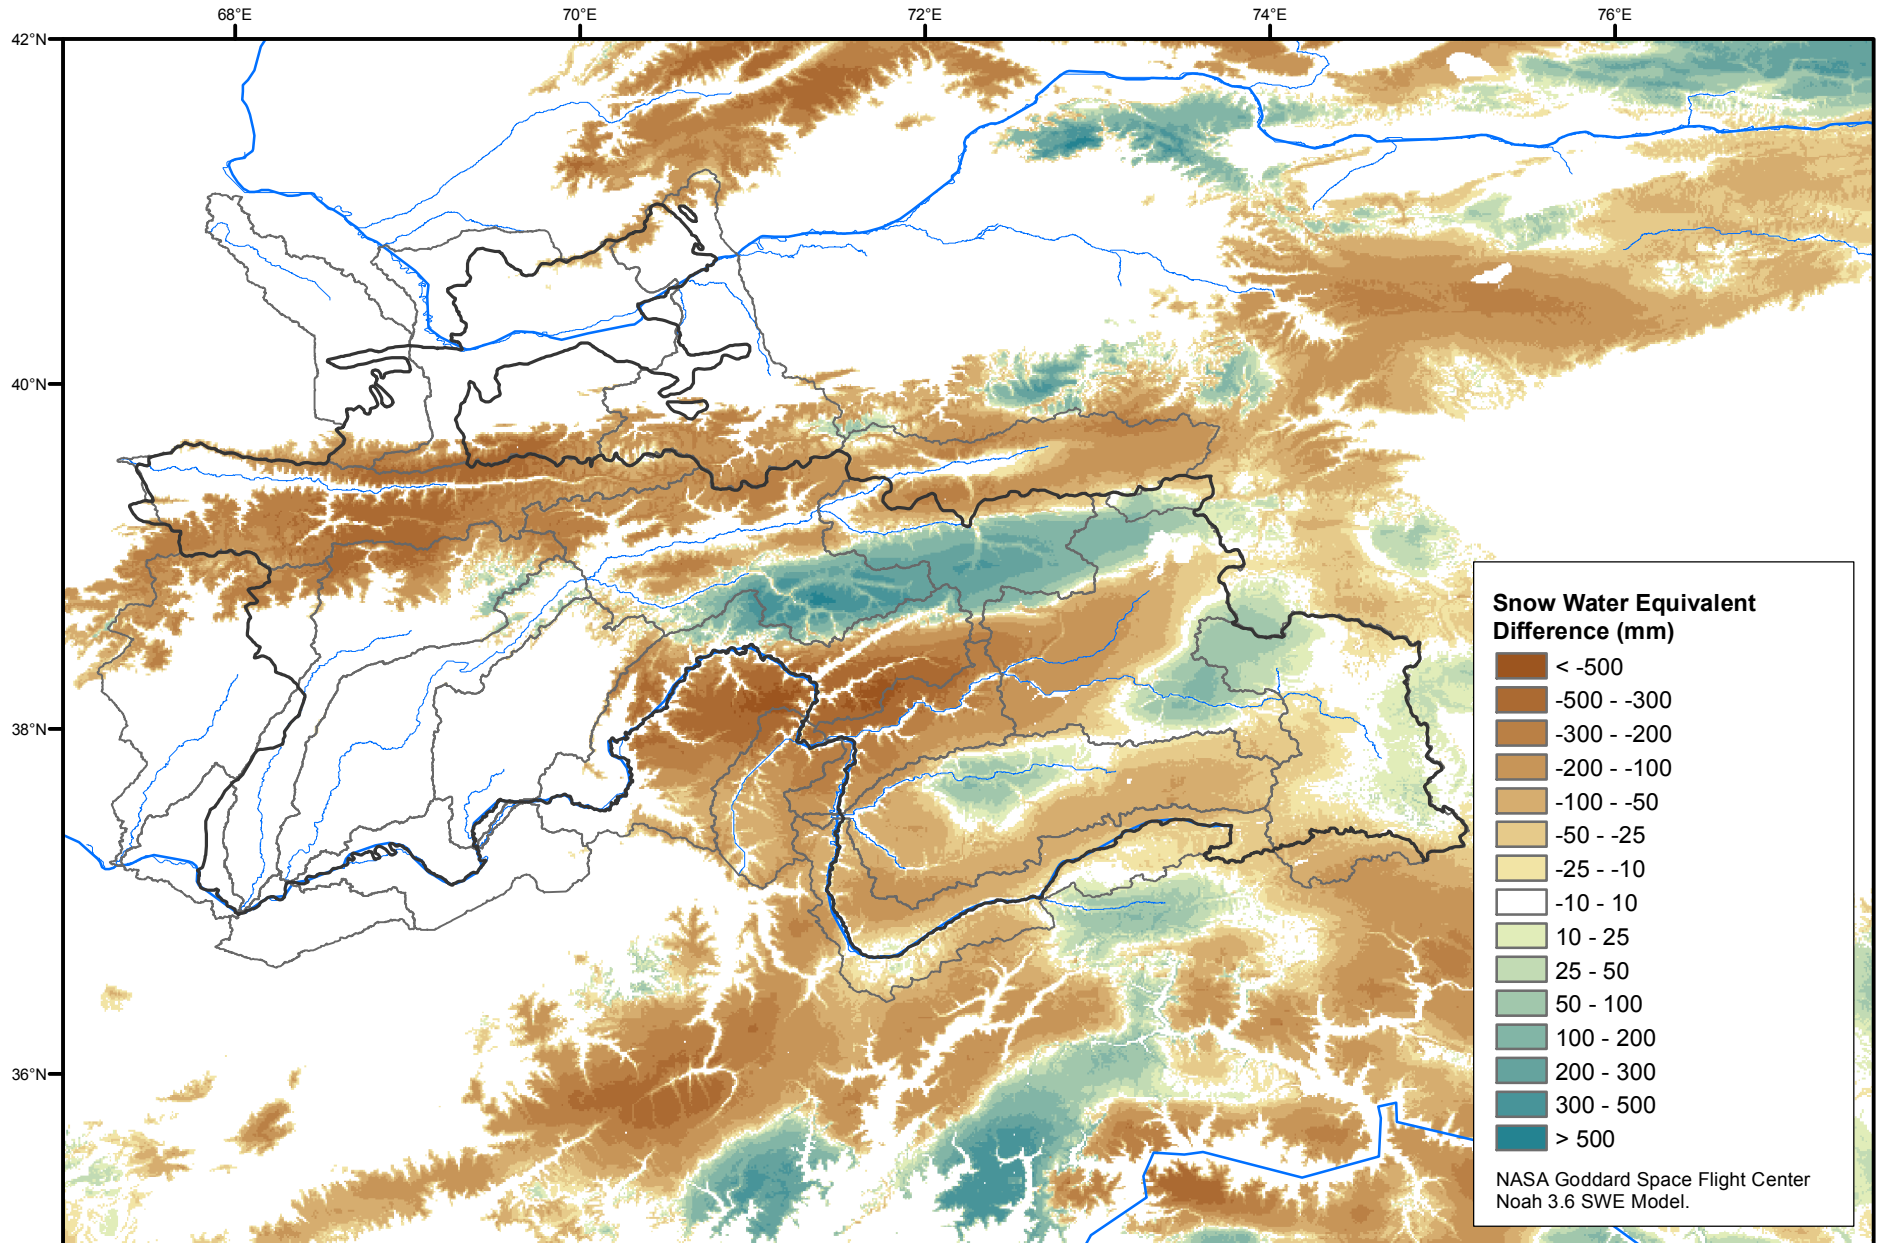 68°E 70°E 72°E 74°E 76°E
42°N
40°N
38°N
36°N
Snow Water Equivalent
Difference (mm)
< -500
-500 - -300
-300 - -200
-200 - -100
-100 - -50
-50 - -25
-25 - -10
-10 - 10
10 - 25
25 - 50
50 - 100
100 - 200
200 - 300
300 - 500
> 500
NASA Goddard Space Flight Center
Noah 3.6 SWE Model.